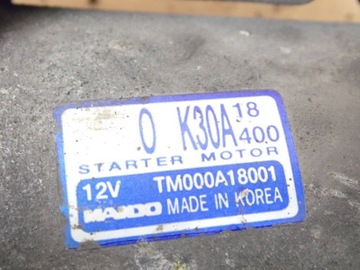 0 K30A 18
400
STARTER MOTOR
12V TM000A18001
MANDO MADE IN KOREA